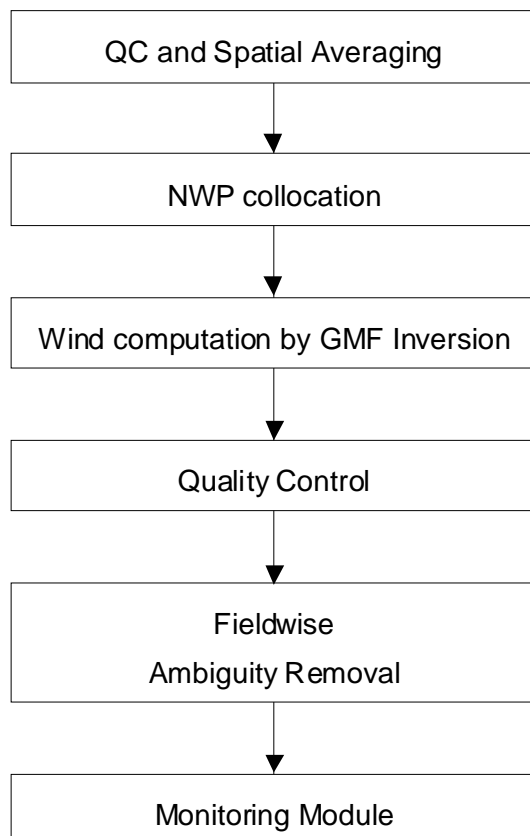 QC and Spatial Averaging
NWP collocation
Wind computation by GMF Inversion
Quality Control
Fieldwise
Ambiguity Removal
Monitoring Module